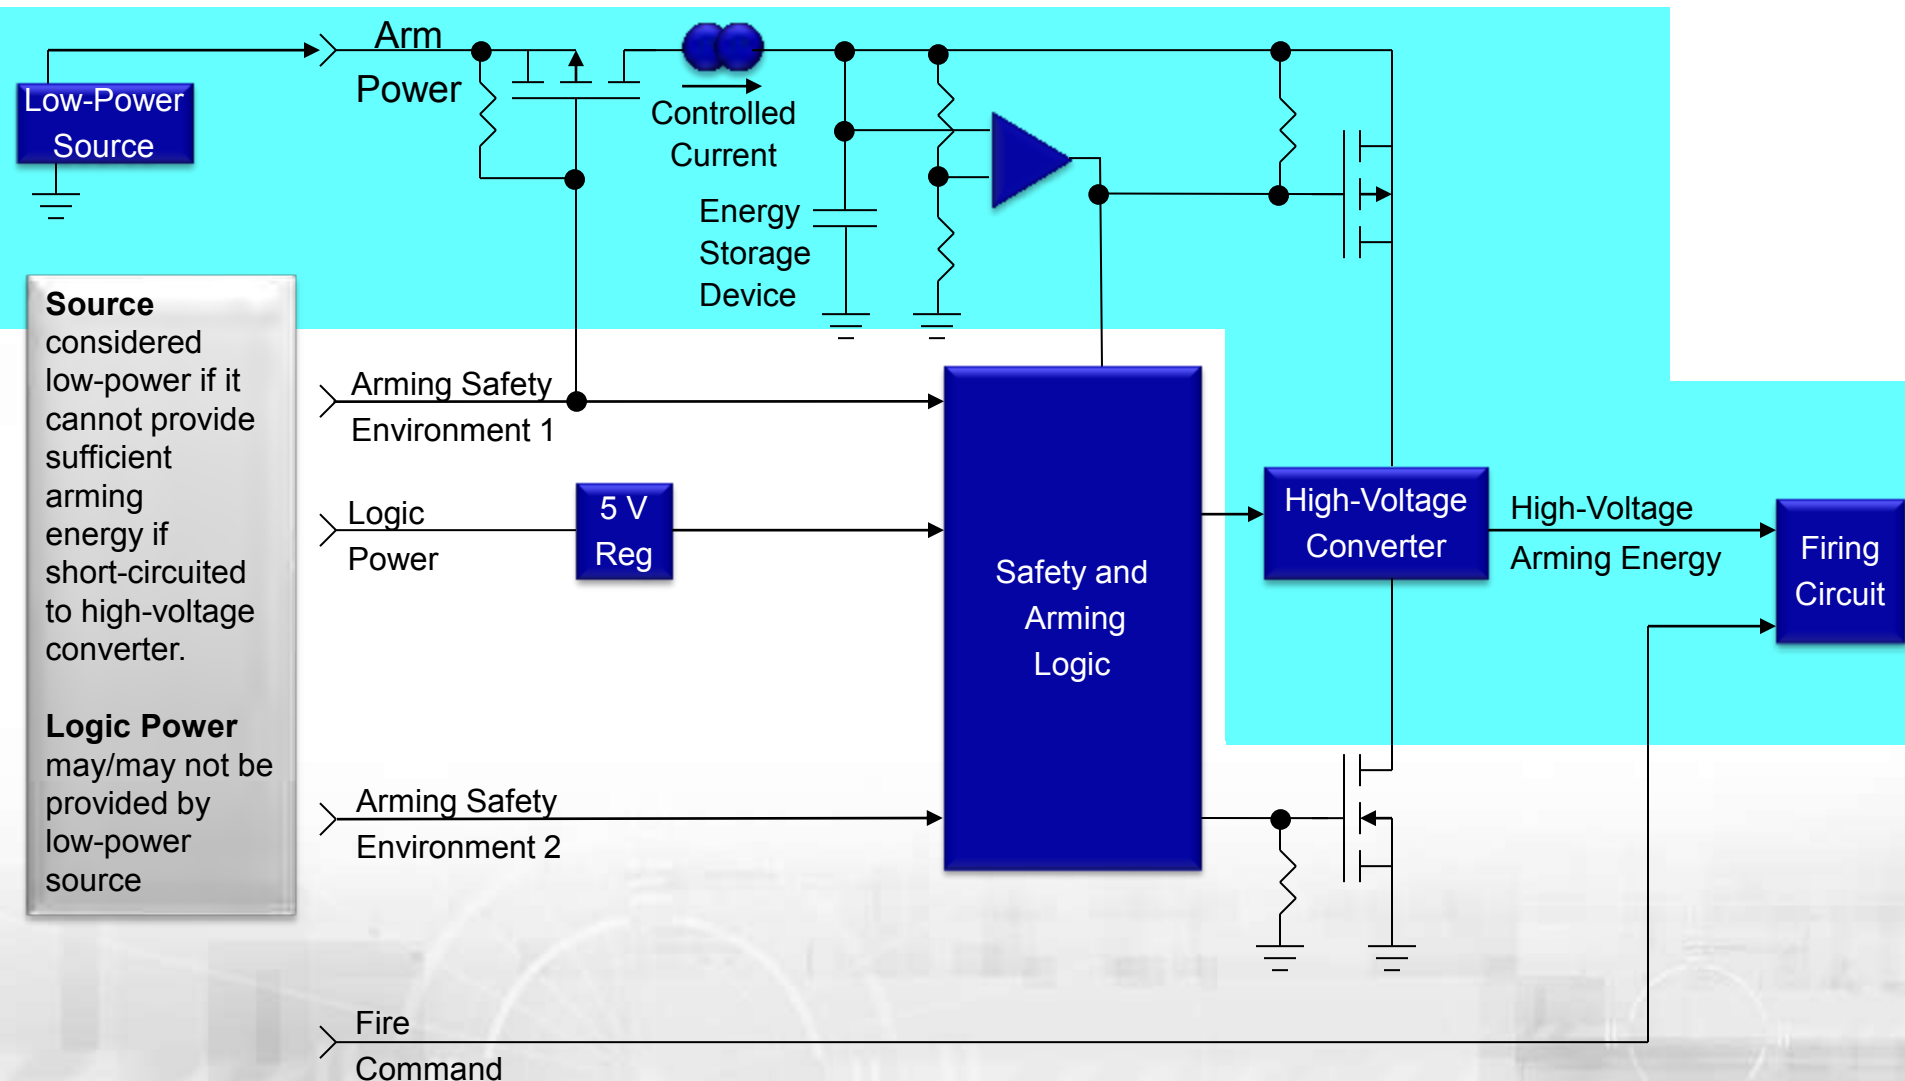 Arm
Power
Low-Power
Source
Controlled
Current
Energy
Storage
Device
Source
considered
low-power if it
cannot provide
sufficient
arming
energy if
short-circuited
to high-voltage
converter.
Logic Power
may/may not be
provided by
low-power
source
Arming Safety
Environment 1
Logic
Power
5 V
Reg
Arming Safety
Environment 2
Safety and
Arming
Logic
High-Voltage
Converter
High-Voltage
Arming Energy
Firing
Circuit
Fire
Command